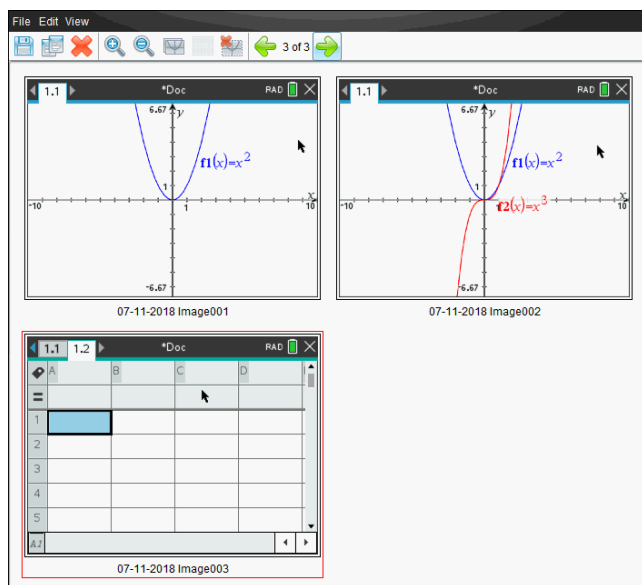 File Edit View
3 of 3
1.1 *Doc RAD
6.67 y
f1(x)=x²
1
-10 1 x 10
-6.67
07-11-2018 Image001
1.1 *Doc RAD
6.67 y
f1(x)=x²
1
-10 x 10
f2(x)=x³
-6.67
07-11-2018 Image002
1.1 1.2 *Doc RAD
A B C D
=
1
2
3
4
5
A1
07-11-2018 Image003